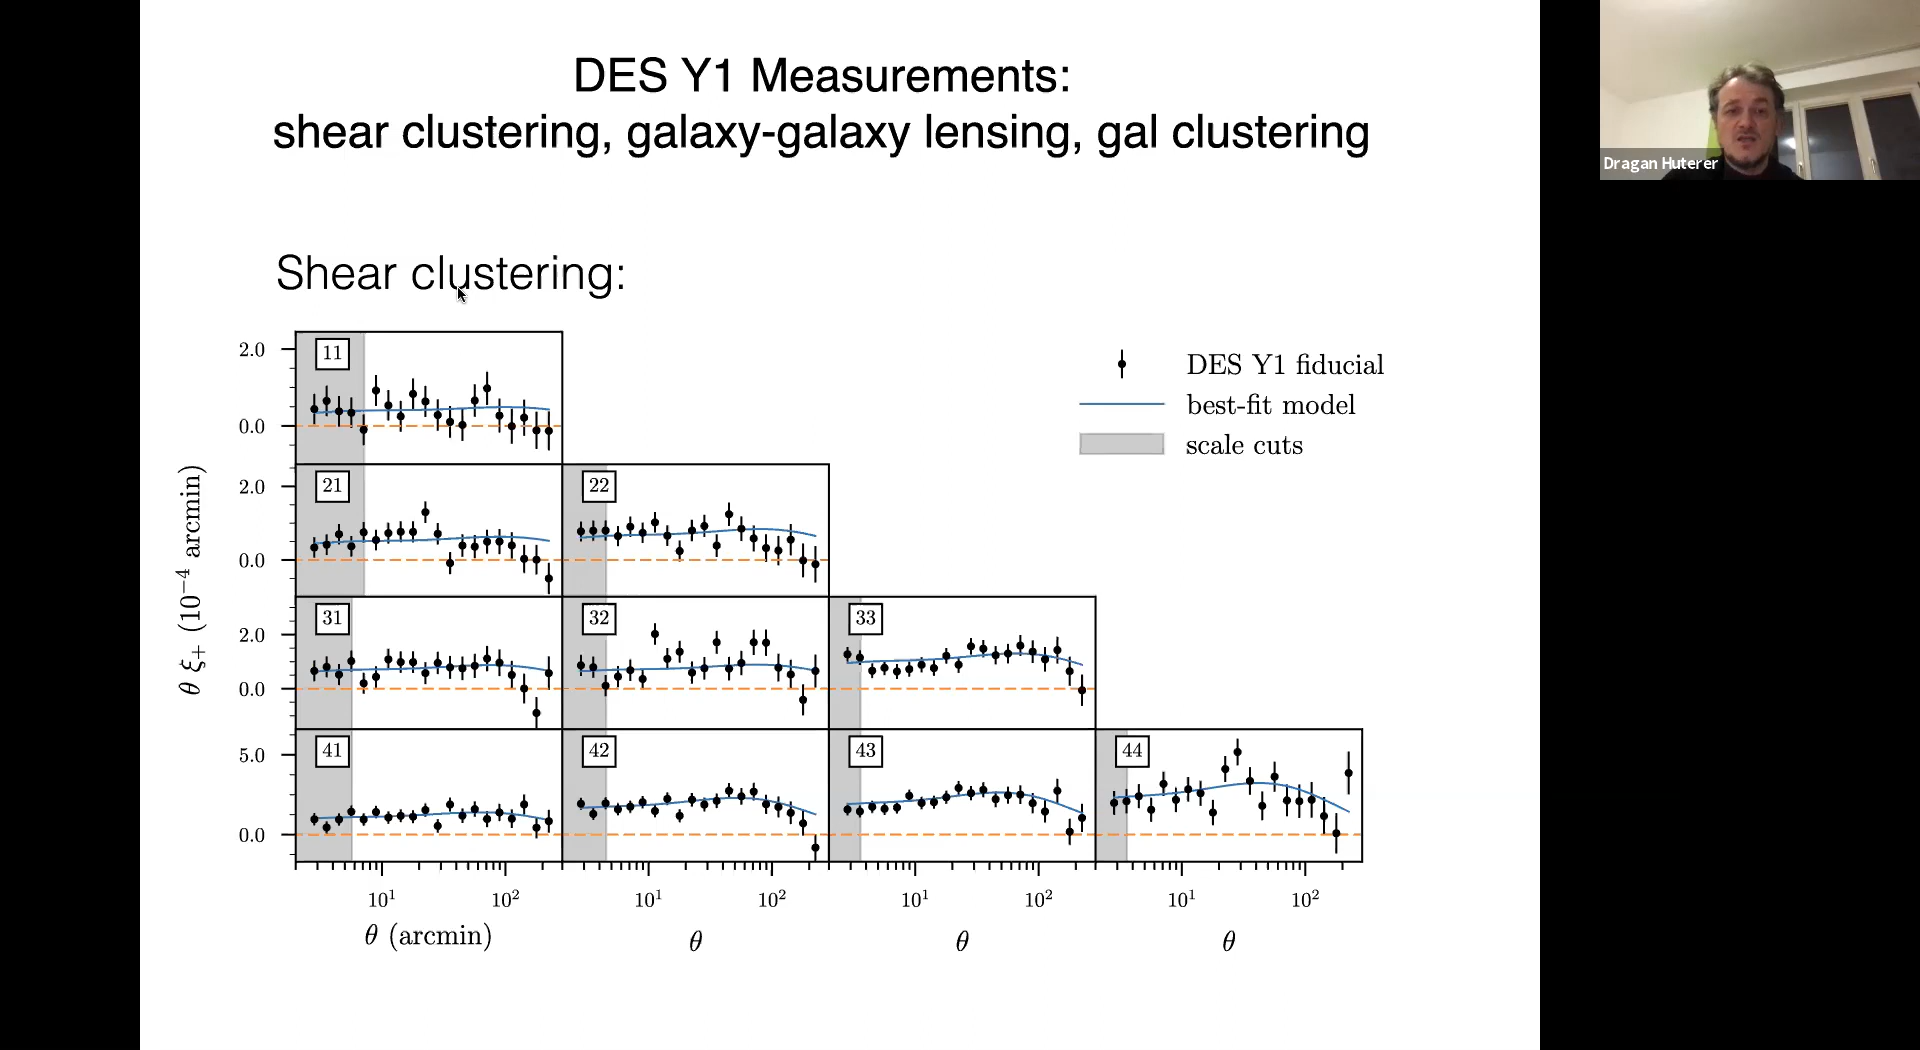 DES Y1 Measurements:
shear clustering, galaxy-galaxy lensing, gal clustering
Dragan Huterer
Shear clustering:
DES Y1 fiducial
best-fit model
scale cuts
θ ξ₊ (10⁻⁴ arcmin)
2.0
0.0
11
2.0
0.0
21
22
2.0
0.0
31
32
33
5.0
0.0
41
42
43
44
10¹ 10² 10¹ 10² 10¹ 10² 10¹ 10²
θ (arcmin) θ θ θ